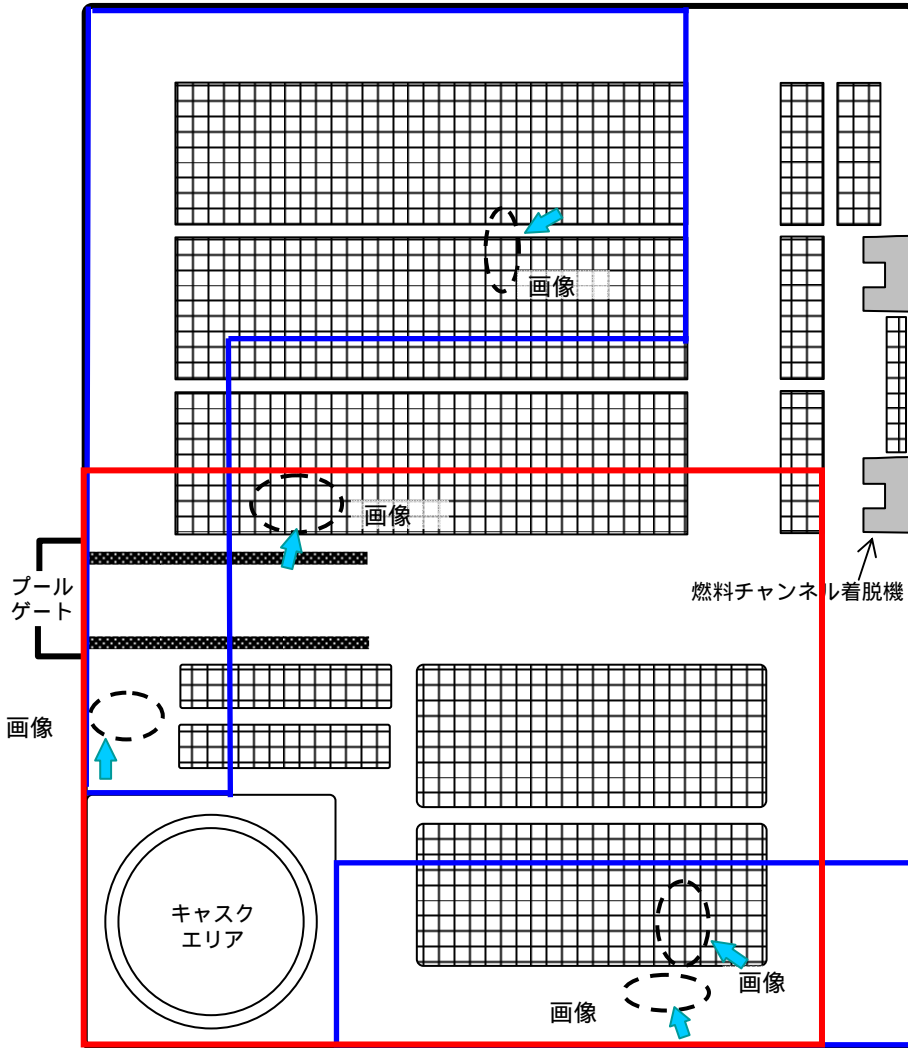 画像
画像
プール
ゲート
燃料チャンネル着脱機
画像
キャスク
エリア
画像
画像